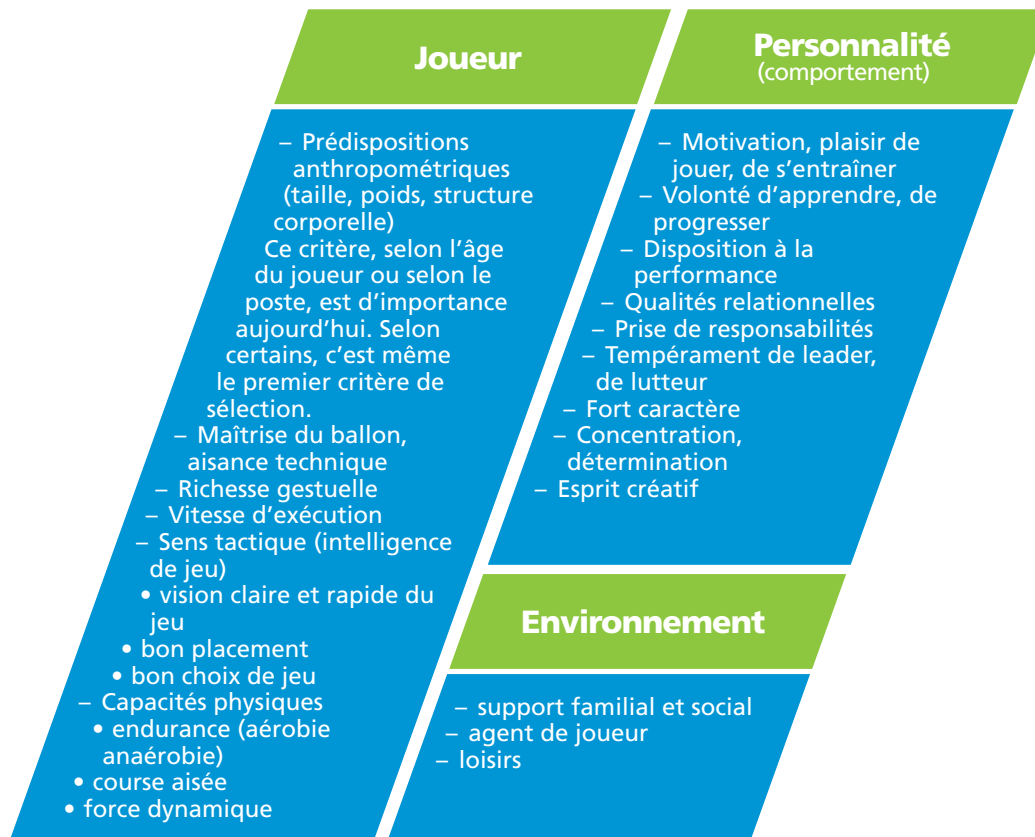 Joueur
– Prédispositions
anthropométriques
(taille, poids, structure
corporelle)
Ce critère, selon l’âge
du joueur ou selon le
poste, est d’importance
aujourd’hui. Selon
certains, c’est même
le premier critère de
sélection.
– Maîtrise du ballon,
aisance technique
– Richesse gestuelle
– Vitesse d’exécution
– Sens tactique (intelligence
de jeu)
• vision claire et rapide du
jeu
• bon placement
• bon choix de jeu
– Capacités physiques
• endurance (aérobie
anaérobie)
• course aisée
• force dynamique
Personnalité
(comportement)
– Motivation, plaisir de
jouer, de s’entraîner
– Volonté d’apprendre, de
progresser
– Disposition à la
performance
– Qualités relationnelles
– Prise de responsabilités
– Tempérament de leader,
de lutteur
– Fort caractère
– Concentration,
détermination
– Esprit créatif
Environnement
– support familial et social
– agent de joueur
– loisirs